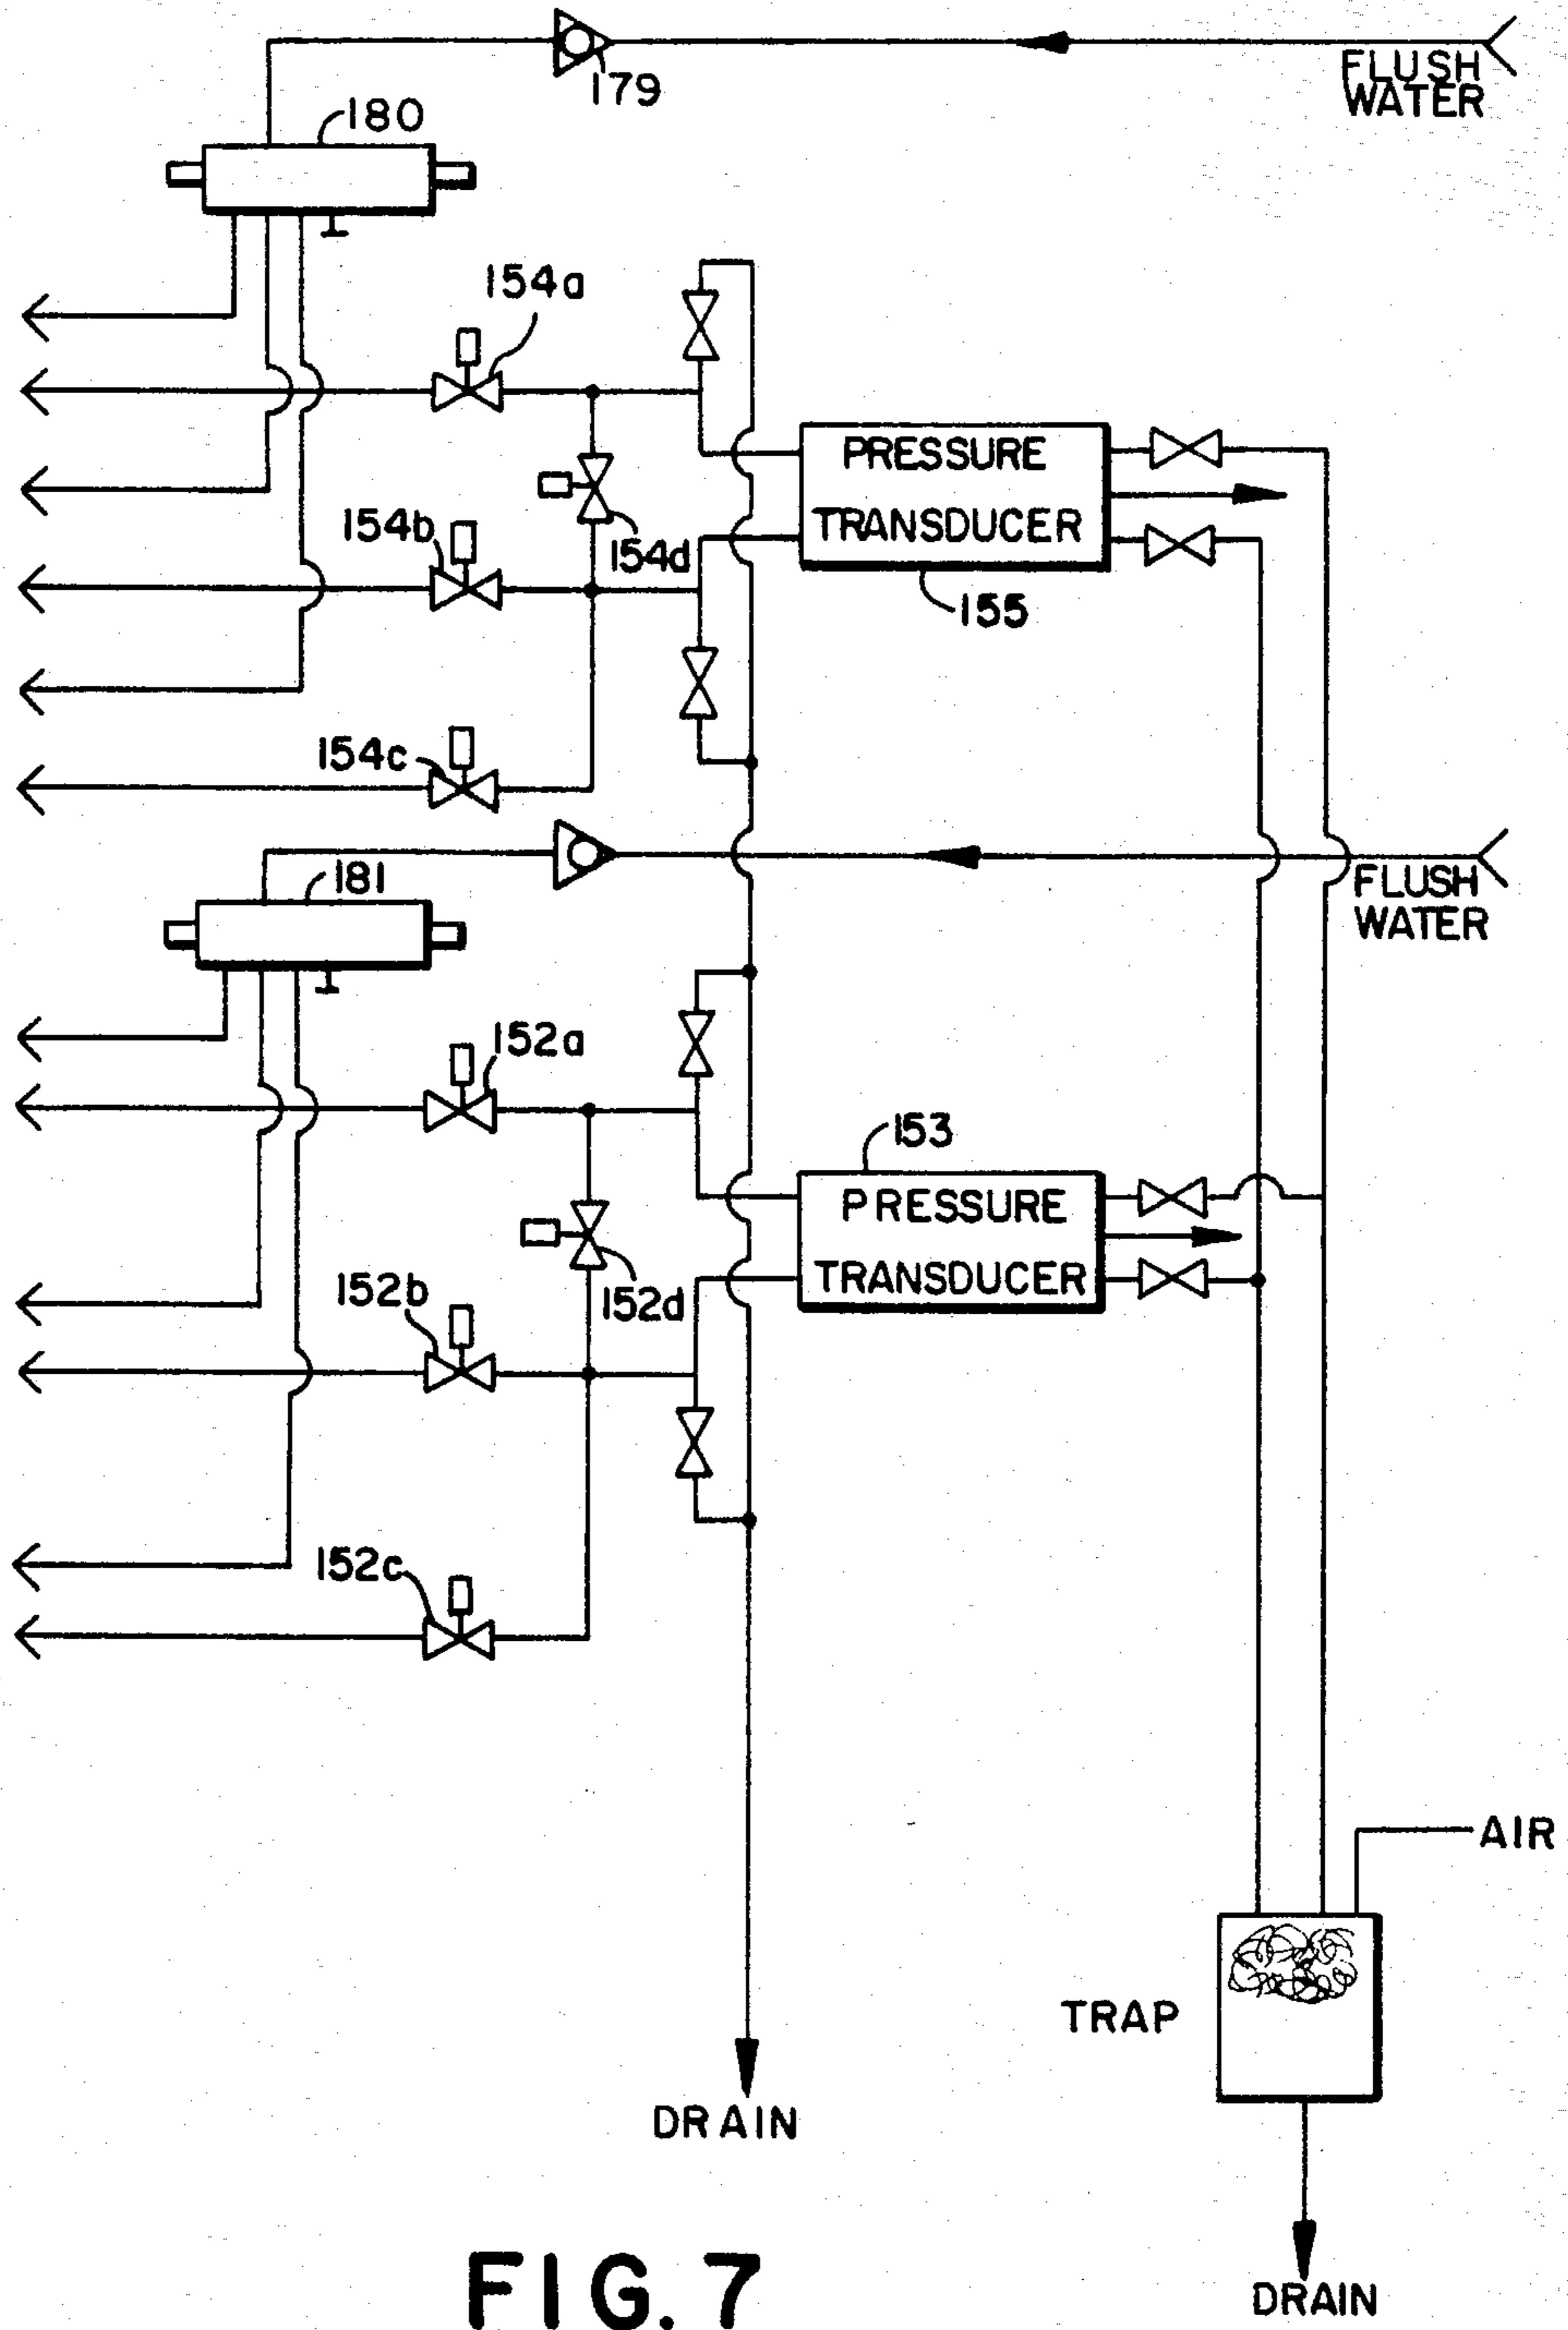 179
FLUSH
WATER
180
154a
PRESSURE
TRANSDUCER
154b
154d
155
154c
181
FLUSH
WATER
152a
153
PRESSURE
TRANSDUCER
152b
152d
152c
AIR
TRAP
DRAIN
DRAIN
FIG. 7